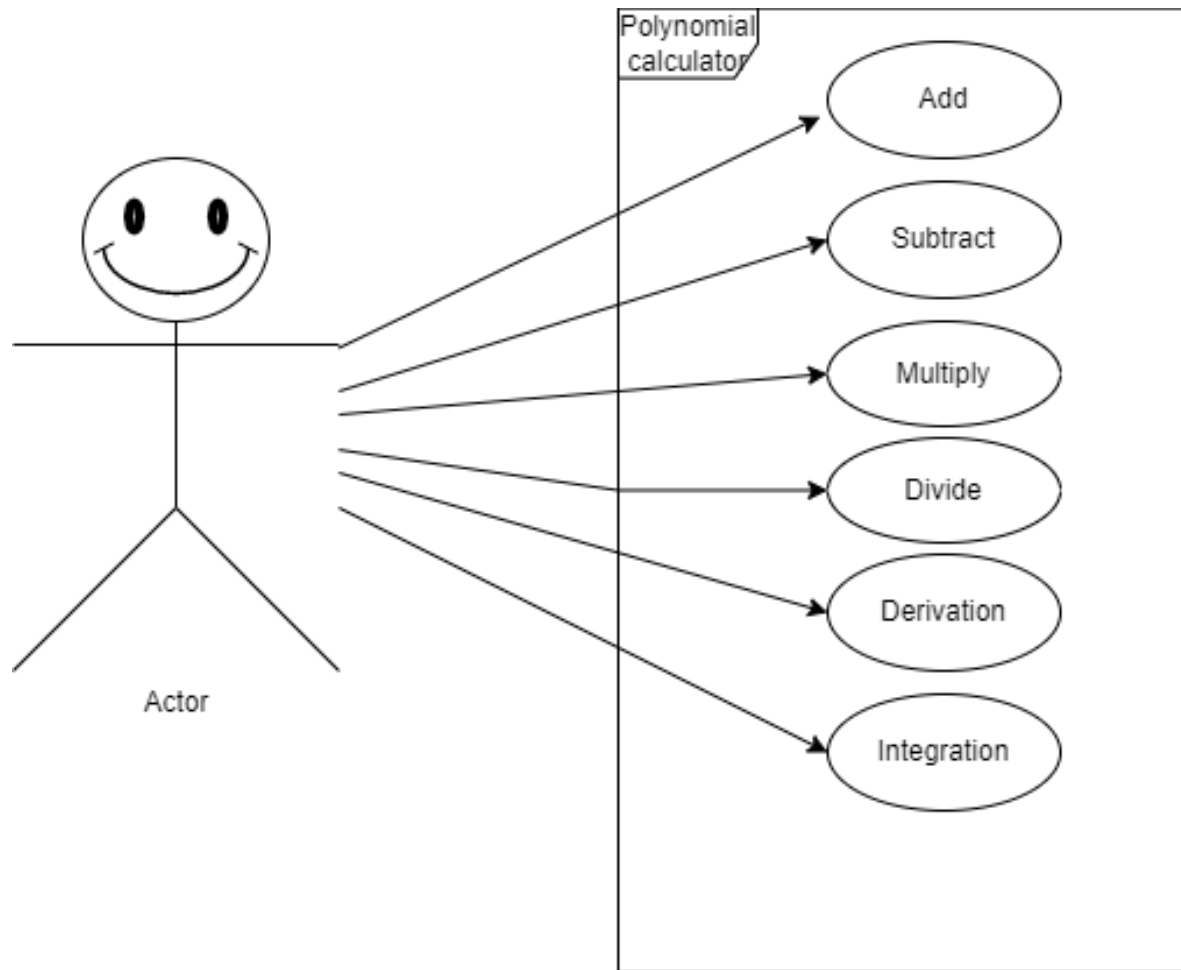 Polynomial
calculator
Add
Subtract
Multiply
Divide
Derivation
Integration
Actor